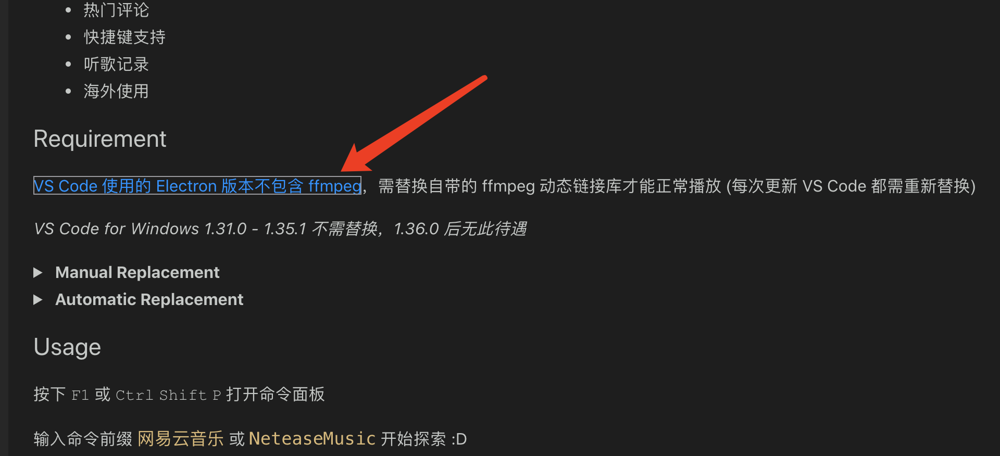 热门评论
快捷键支持
听歌记录
海外使用
Requirement
VS Code 使用的 Electron 版本不包含 ffmpeg，需替换自带的 ffmpeg 动态链接库才能正常播放 (每次更新 VS Code 都需重新替换)
VS Code for Windows 1.31.0 - 1.35.1 不需替换，1.36.0 后无此待遇
Manual Replacement
Automatic Replacement
Usage
按下 F1 或 Ctrl Shift P 打开命令面板
输入命令前缀 网易云音乐 或 NeteaseMusic 开始探索 :D